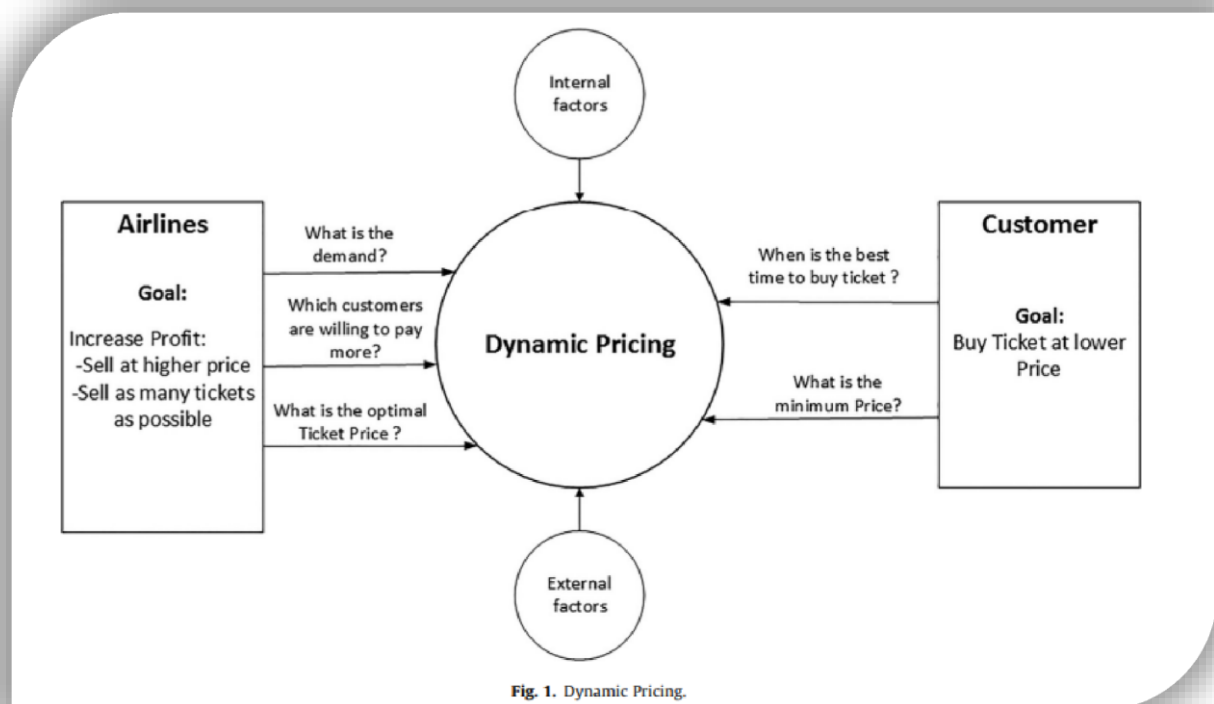 Internal
factors
Airlines
Goal:
Increase Profit:
-Sell at higher price
-Sell as many tickets
as possible
What is the
demand?
Which customers
are willing to pay
more?
What is the optimal
Ticket Price ?
Dynamic Pricing
When is the best
time to buy ticket ?
What is the
minimum Price?
Customer
Goal:
Buy Ticket at lower
Price
External
factors
Fig. 1. Dynamic Pricing.